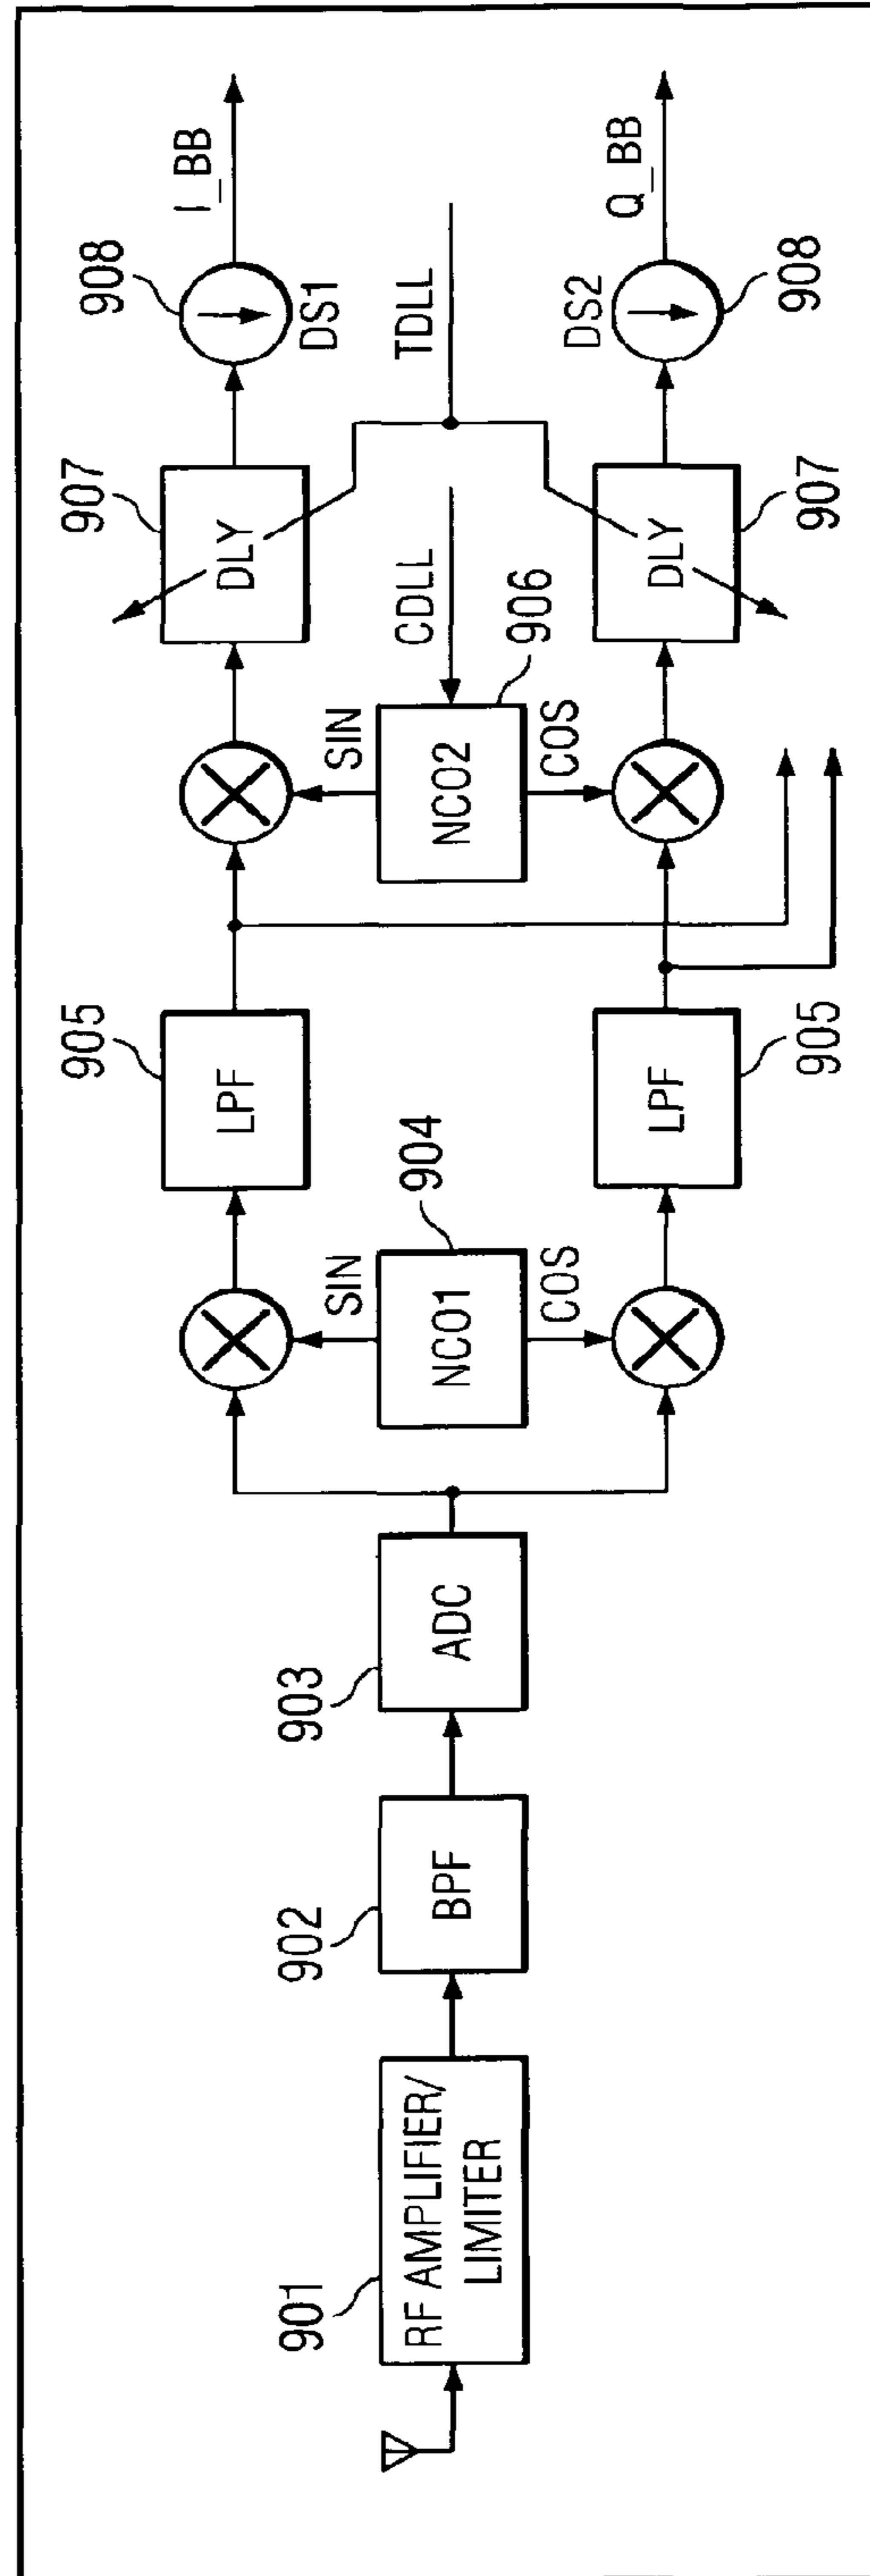 901
RF AMPLIFIER/
LIMITER
902
BPF
903
ADC
SIN
NCO1
904
COS
905
LPF
LPF
905
SIN
NCO2
906
COS
CDLL
907
DLY
DLY
907
TDLL
908
DS1
I_BB
DS2
908
Q_BB